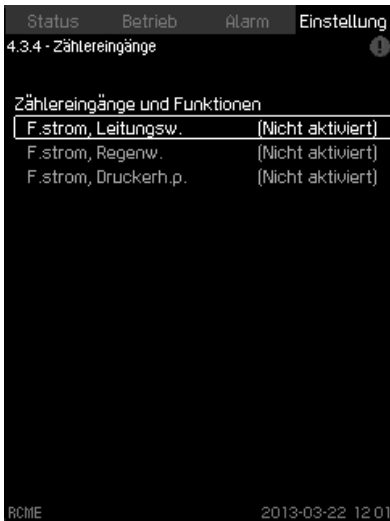 Status Betrieb Alarm Einstellung
4.3.4 - Zählereingänge
Zählereingänge und Funktionen
F.strom, Leitungsw. (Nicht aktiviert)
F.strom, Regenw. (Nicht aktiviert)
F.strom, Druckerh.p. (Nicht aktiviert)
RCME 2013-03-22 12:01